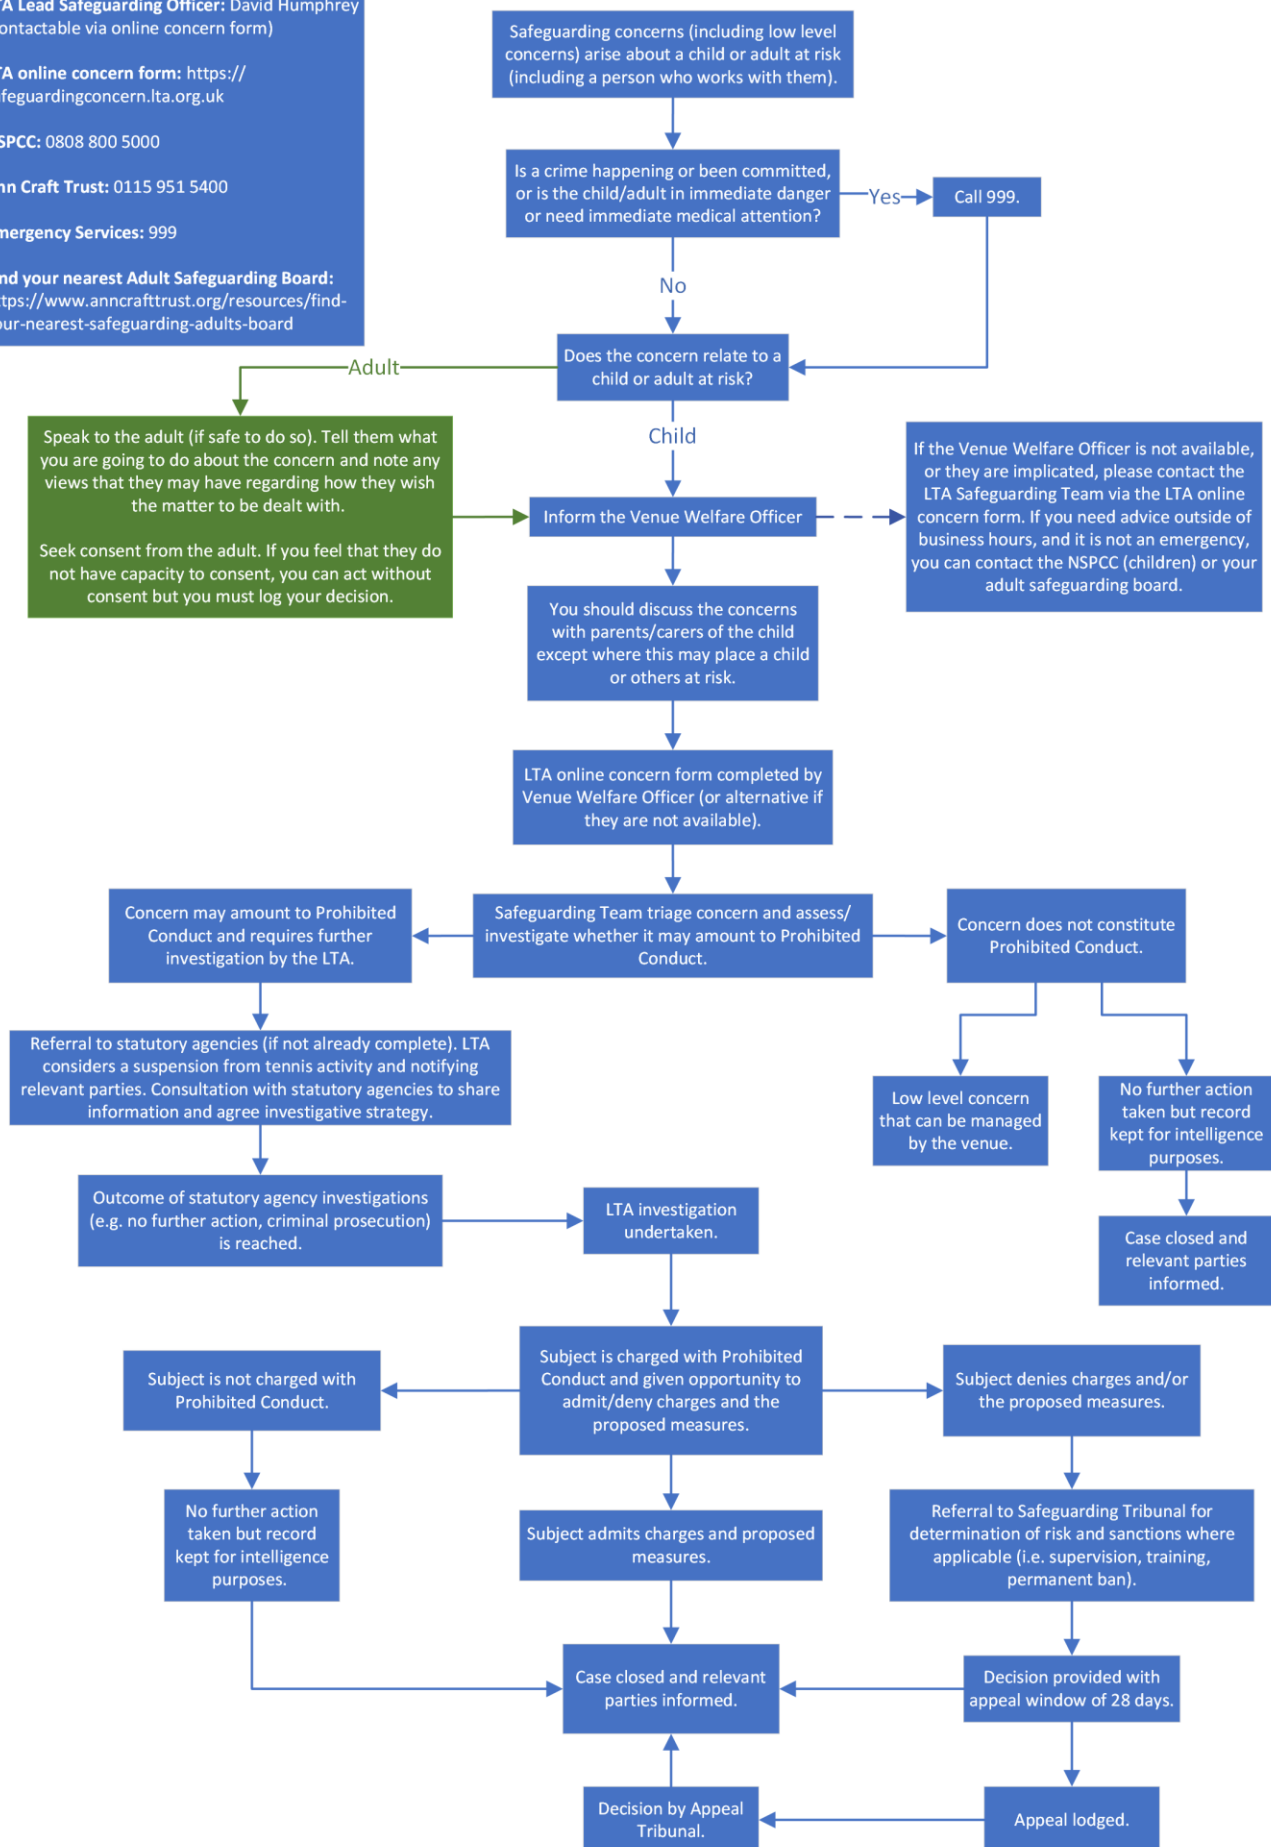 TA Lead Safeguarding Officer: David Humphrey
ontactable via online concern form)
TA online concern form: https://
afeguardingconcern.lta.org.uk
SPCC: 0808 800 5000
nn Craft Trust: 0115 951 5400
mergency Services: 999
nd your nearest Adult Safeguarding Board:
ttps://www.anncrafttrust.org/resources/find-
our-nearest-safeguarding-adults-board
Safeguarding concerns (including low level
concerns) arise about a child or adult at risk
(including a person who works with them).
Is a crime happening or been committed,
or is the child/adult in immediate danger
or need immediate medical attention?
Yes
Call 999.
No
Does the concern relate to a
child or adult at risk?
Adult
Child
Speak to the adult (if safe to do so). Tell them what
you are going to do about the concern and note any
views that they may have regarding how they wish
the matter to be dealt with.
Seek consent from the adult. If you feel that they do
not have capacity to consent, you can act without
consent but you must log your decision.
Inform the Venue Welfare Officer
If the Venue Welfare Officer is not available,
or they are implicated, please contact the
LTA Safeguarding Team via the LTA online
concern form. If you need advice outside of
business hours, and it is not an emergency,
you can contact the NSPCC (children) or your
adult safeguarding board.
You should discuss the concerns
with parents/carers of the child
except where this may place a child
or others at risk.
LTA online concern form completed by
Venue Welfare Officer (or alternative if
they are not available).
Concern may amount to Prohibited
Conduct and requires further
investigation by the LTA.
Safeguarding Team triage concern and assess/
investigate whether it may amount to Prohibited
Conduct.
Concern does not constitute
Prohibited Conduct.
Referral to statutory agencies (if not already complete). LTA
considers a suspension from tennis activity and notifying
relevant parties. Consultation with statutory agencies to share
information and agree investigative strategy.
Low level concern
that can be managed
by the venue.
No further action
taken but record
kept for intelligence
purposes.
Outcome of statutory agency investigations
(e.g. no further action, criminal prosecution)
is reached.
LTA investigation
undertaken.
Case closed and
relevant parties
informed.
Subject is not charged with
Prohibited Conduct.
Subject is charged with Prohibited
Conduct and given opportunity to
admit/deny charges and the
proposed measures.
Subject denies charges and/or
the proposed measures.
No further action
taken but record
kept for intelligence
purposes.
Subject admits charges and proposed
measures.
Referral to Safeguarding Tribunal for
determination of risk and sanctions where
applicable (i.e. supervision, training,
permanent ban).
Case closed and relevant
parties informed.
Decision provided with
appeal window of 28 days.
Decision by Appeal
Tribunal.
Appeal lodged.